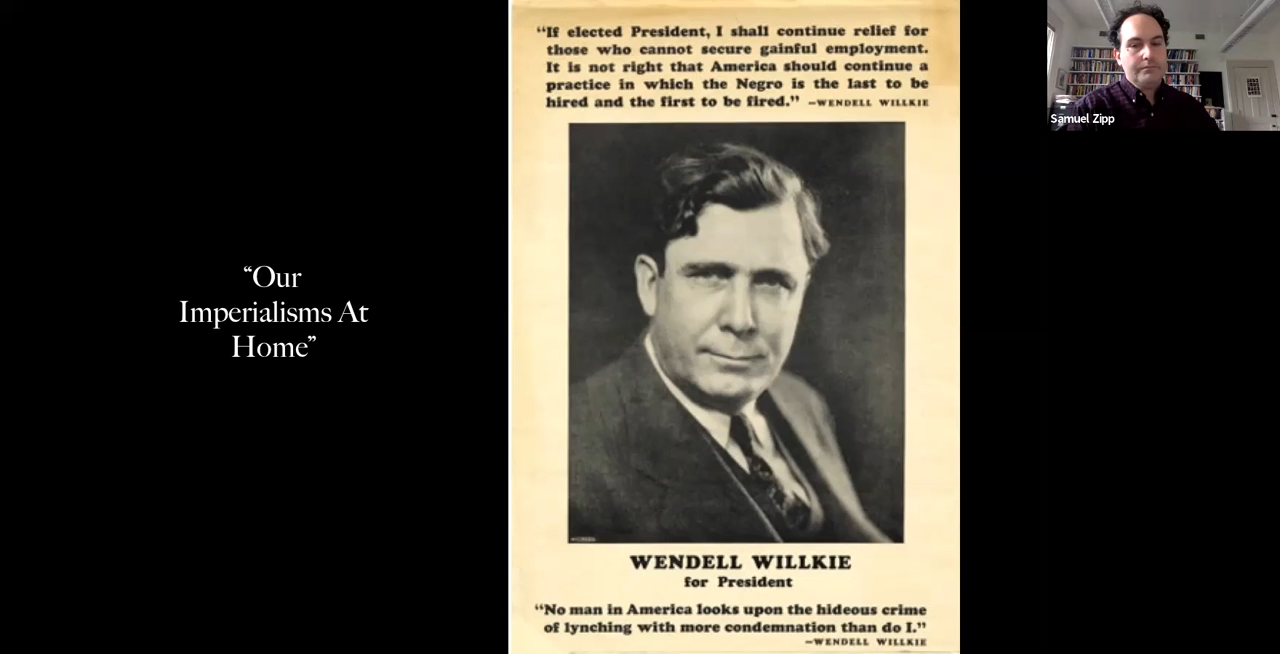 “If elected President, I shall continue relief for
those who cannot secure gainful employment.
It is not right that America should continue a
practice in which the Negro is the last to be
hired and the first to be fired.” –WENDELL WILLKIE
Samuel Zipp
“Our
Imperialisms At
Home”
WENDELL WILLKIE
for President
“No man in America looks upon the hideous crime
of lynching with more condemnation than do I.”
–WENDELL WILLKIE